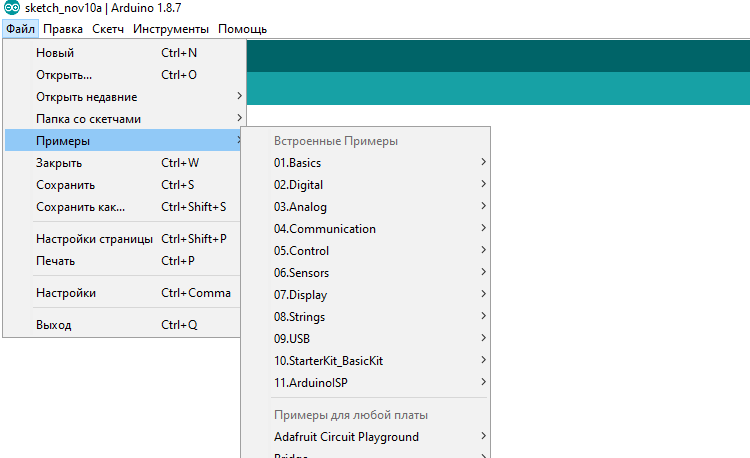 sketch_nov10a | Arduino 1.8.7
Файл Правка Скетч Инструменты Помощь
Новый Ctrl+N
Открыть... Ctrl+O
Открыть недавние
Папка со скетчами
Примеры
Закрыть Ctrl+W
Сохранить Ctrl+S
Сохранить как... Ctrl+Shift+S
Настройки страницы Ctrl+Shift+P
Печать Ctrl+P
Настройки Ctrl+Comma
Выход Ctrl+Q
Встроенные Примеры
01.Basics
02.Digital
03.Analog
04.Communication
05.Control
06.Sensors
07.Display
08.Strings
09.USB
10.StarterKit_BasicKit
11.ArduinoISP
Примеры для любой платы
Adafruit Circuit Playground
Bridge